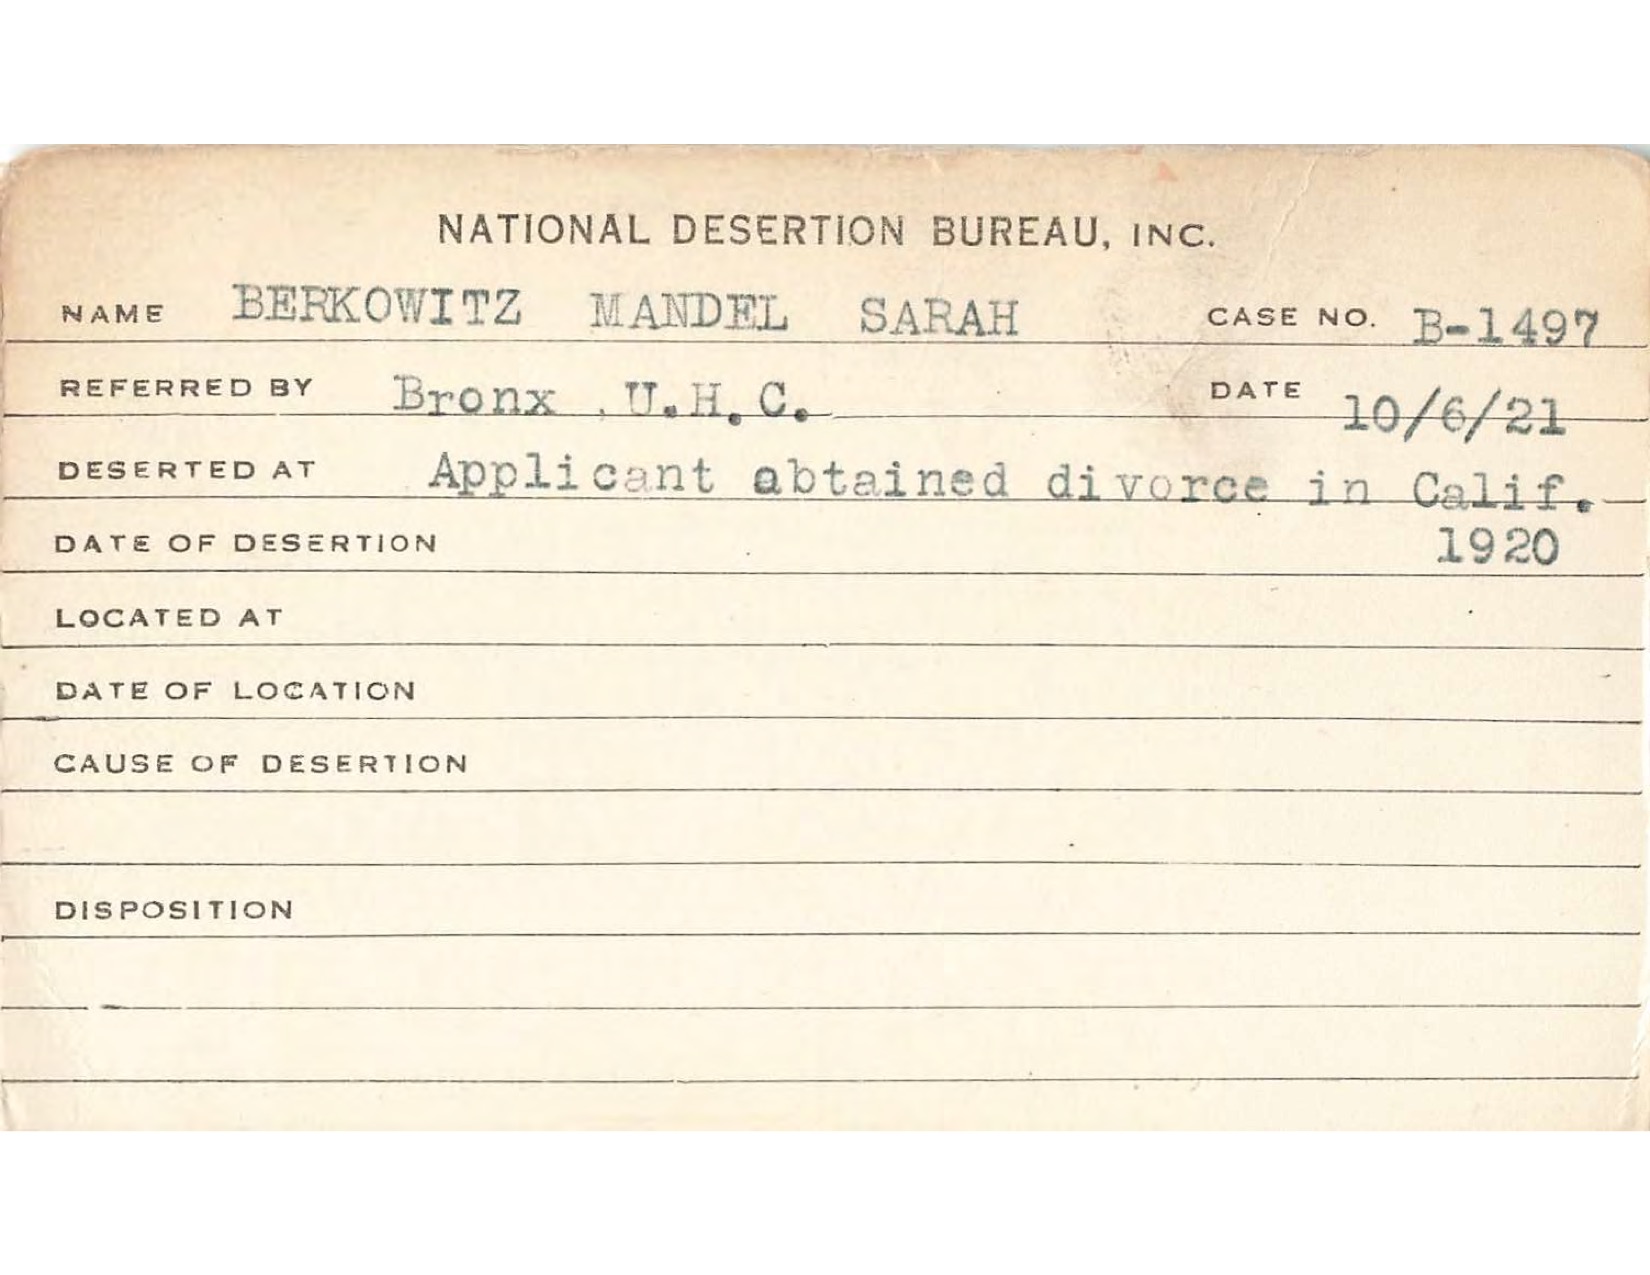 NATIONAL DESERTION BUREAU, INC.
NAME BERKOWITZ MANDEL SARAH CASE NO. B-1497
REFERRED BY Bronx , U.H.C. DATE 10/6/21
DESERTED AT Applicant abtained divorce in Calif.
DATE OF DESERTION 1920
LOCATED AT
DATE OF LOCATION
CAUSE OF DESERTION
DISPOSITION